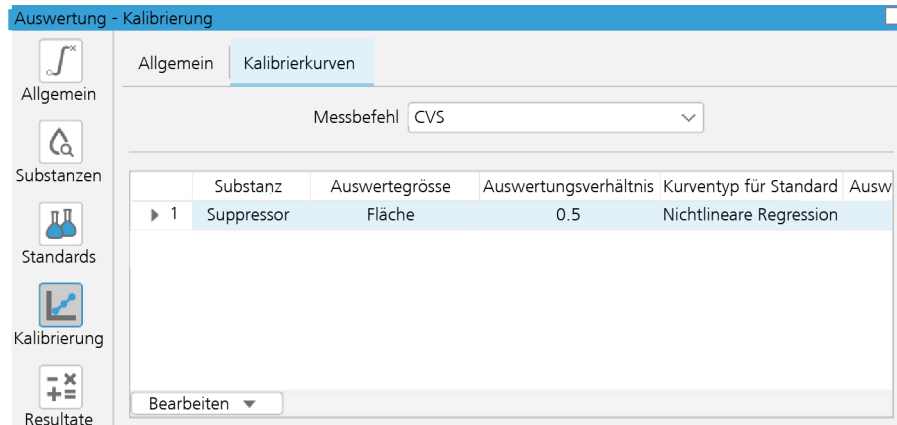 Auswertung - Kalibrierung
Allgemein
Substanzen
Standards
Kalibrierung
Resultate
Allgemein Kalibrierkurven
Messbefehl CVS
Substanz Auswertegrösse Auswertungsverhältnis Kurventyp für Standard Ausw
1 Suppressor Fläche 0.5 Nichtlineare Regression
Bearbeiten